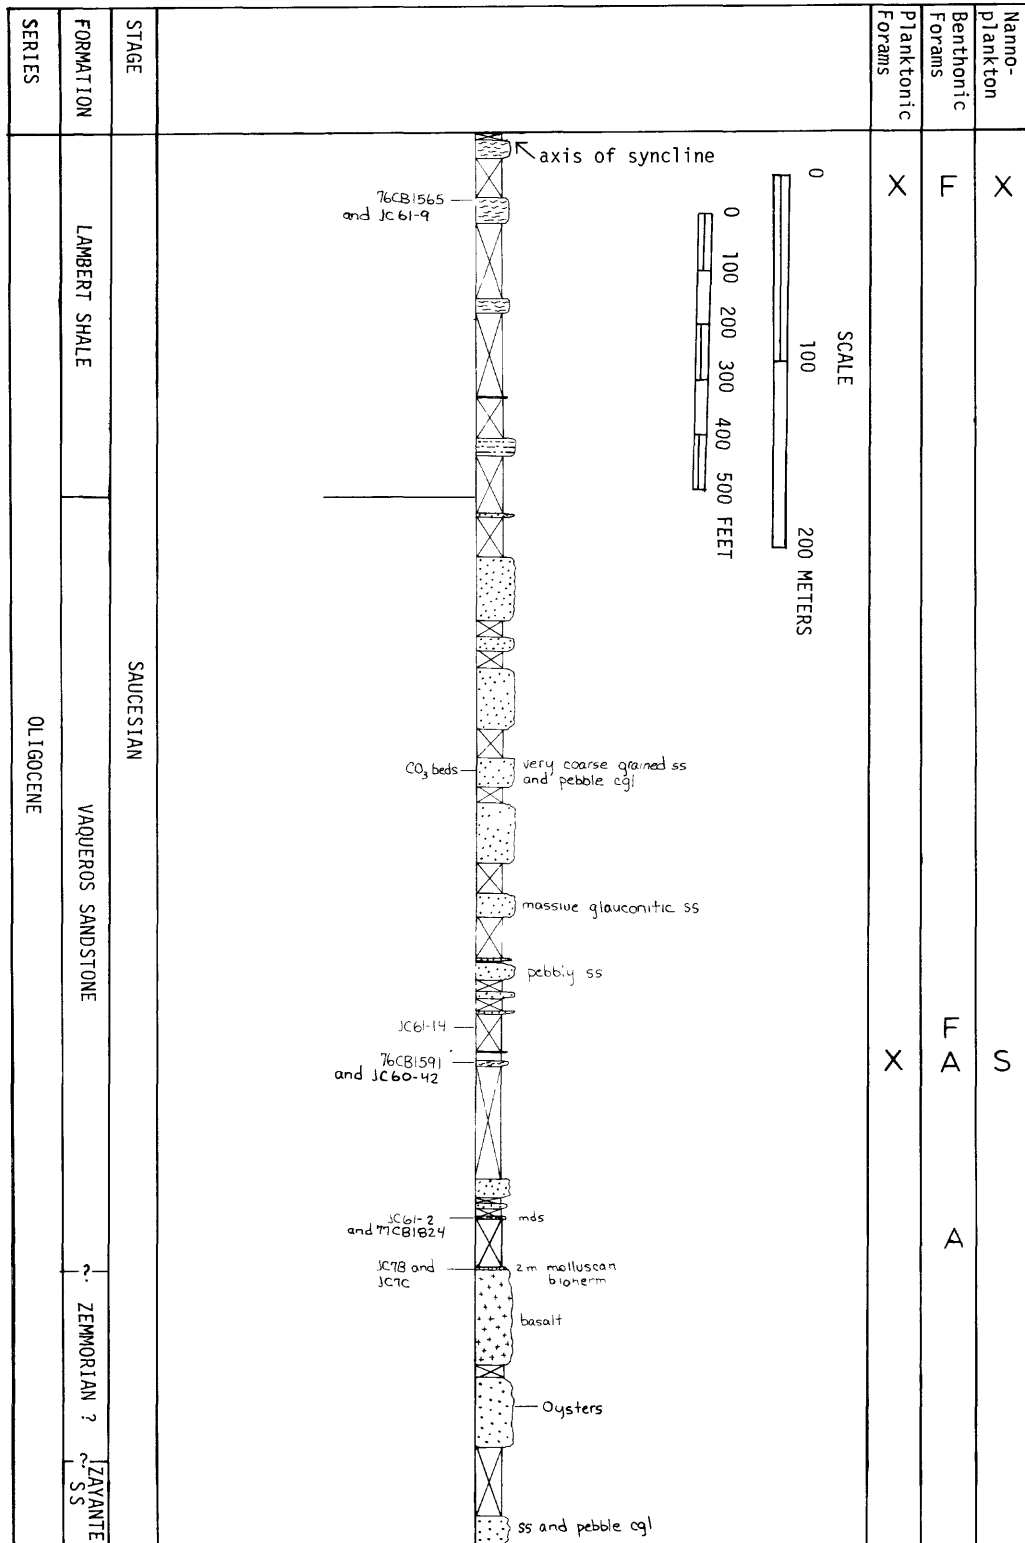 SERIES
FORMATION
STAGE
Planktonic
Forams
Benthonic
Forams
Nanno-
plankton
axis of syncline
76CB1565
and JC61-9
X
F
X
SCALE
0
100
200 METERS
0 100 200 300 400 500 FEET
LAMBERT SHALE
SAUCESIAN
OLIGOCENE
VAQUEROS SANDSTONE
CO₃ beds
very coarse grained ss
and pebble cgl
massive glauconitic ss
pebbly ss
JC61-14
F
76CB1591
and JC60-42
X
A
S
JC61-2
and 77CB1824
mds
A
JC7B and
JC7C
2m molluscan
bioherm
?
ZEMMORIAN ?
basalt
Oysters
?
ZAYANTE
SS
ss and pebble cgl